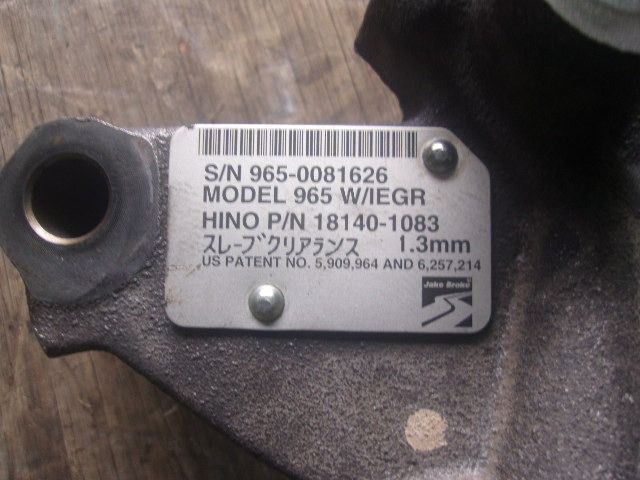 S/N 965-0081626
MODEL 965 W/IEGR
HINO P/N 18140-1083
スレーブクリアランス 1.3mm
US PATENT NO. 5,909,964 AND 6,257,214
Jake Brake